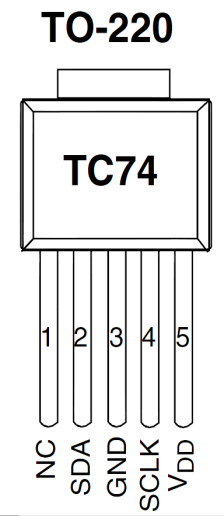 TO-220
TC74
1 2 3 4 5
NC SDA GND SCLK VDD